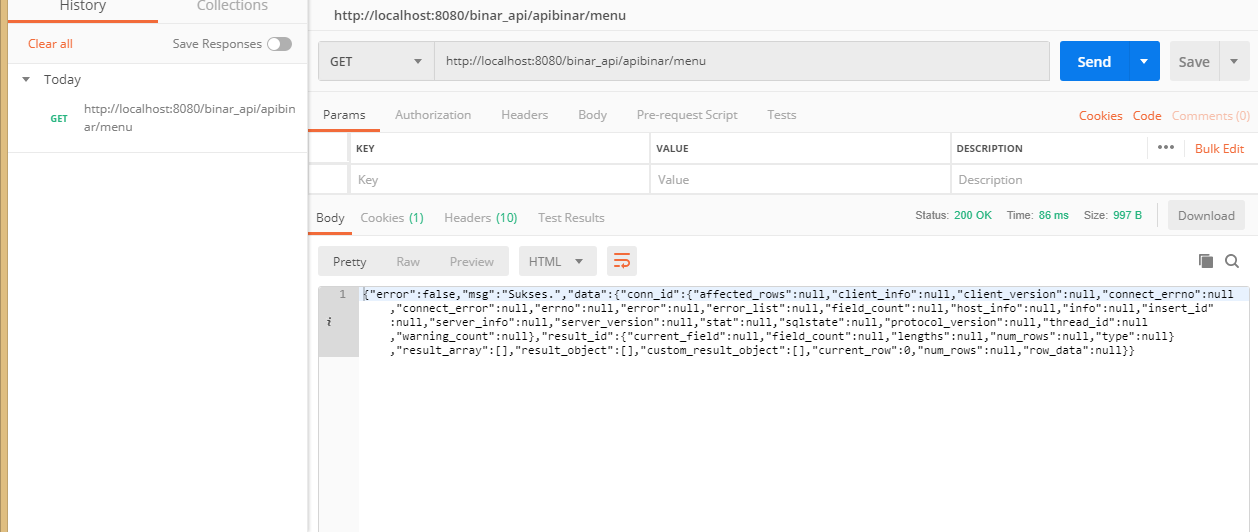 History
Collections
Clear all
Save Responses
Today
GET
http://localhost:8080/binar_api/apibin
ar/menu
http://localhost:8080/binar_api/apibinar/menu
GET
http://localhost:8080/binar_api/apibinar/menu
Send
Save
Params
Authorization
Headers
Body
Pre-request Script
Tests
Cookies
Code
Comments (0)
KEY
VALUE
DESCRIPTION
•••
Bulk Edit
Key
Value
Description
Body
Cookies (1)
Headers (10)
Test Results
Status: 200 OK
Time: 86 ms
Size: 997 B
Download
Pretty
Raw
Preview
HTML
1
i
{"error":false,"msg":"Sukses.","data":{"conn_id":{"affected_rows":null,"client_info":null,"client_version":null,"connect_errno":null
,"connect_error":null,"errno":null,"error":null,"error_list":null,"field_count":null,"host_info":null,"info":null,"insert_id"
:null,"server_info":null,"server_version":null,"stat":null,"sqlstate":null,"protocol_version":null,"thread_id":null
,"warning_count":null},"result_id":{"current_field":null,"field_count":null,"lengths":null,"num_rows":null,"type":null}
,"result_array":[],"result_object":[],"custom_result_object":[],"current_row":0,"num_rows":null,"row_data":null}}